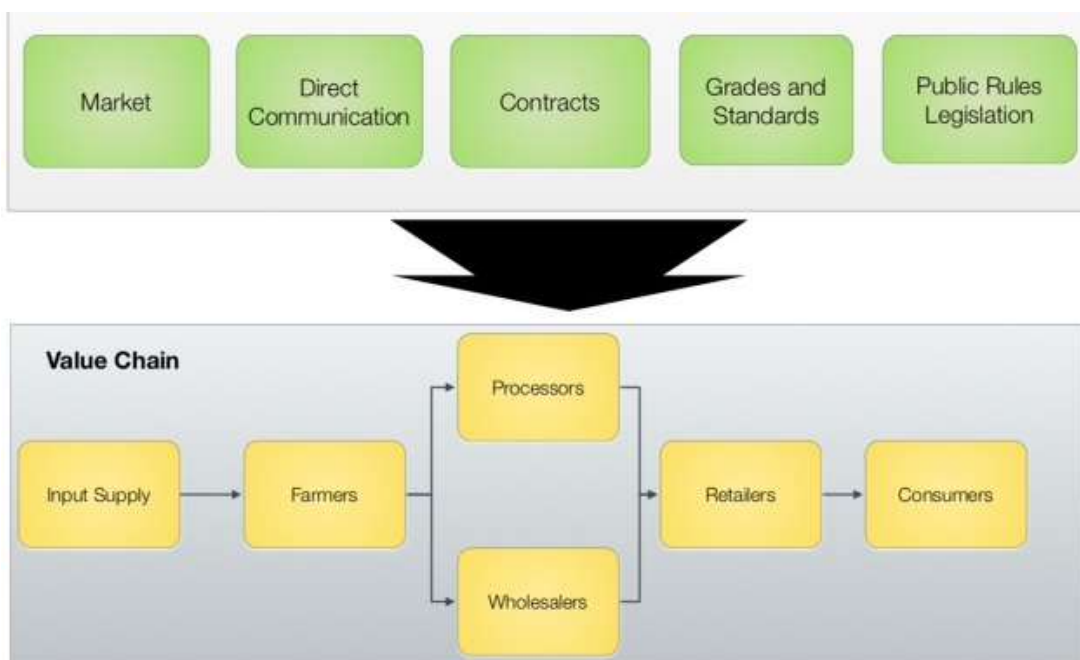 Market
Direct
Communication
Contracts
Grades and
Standards
Public Rules
Legislation
Value Chain
Processors
Input Supply
Farmers
Retailers
Consumers
Wholesalers